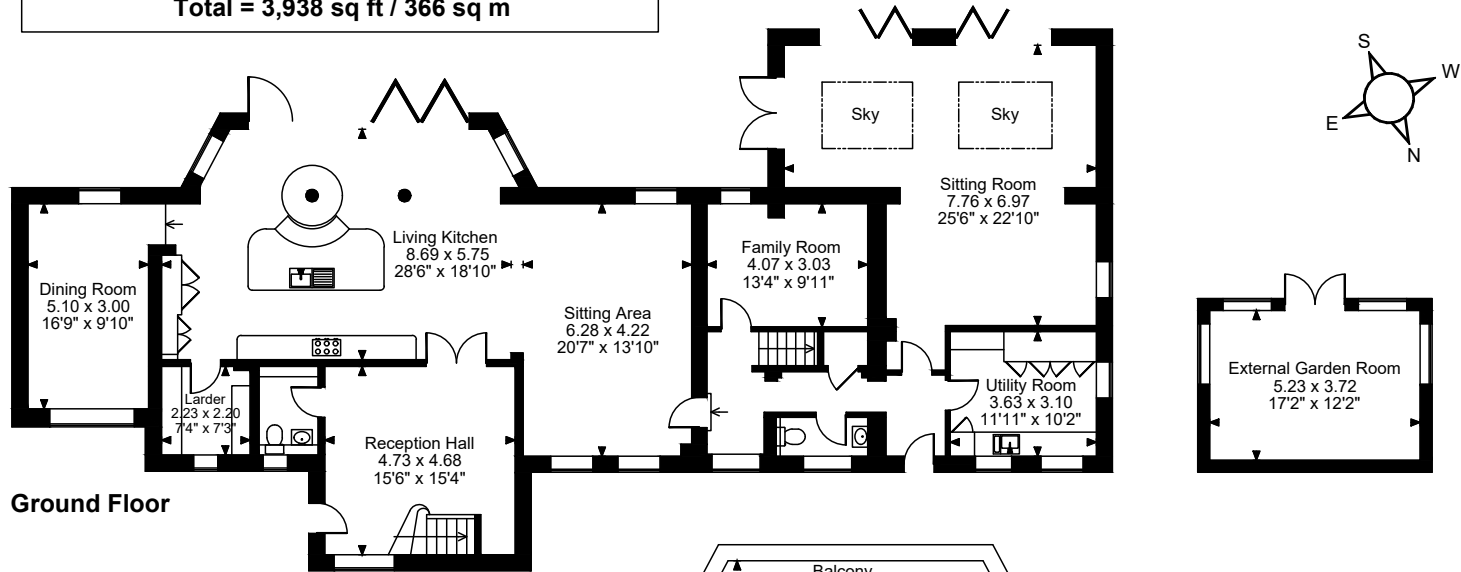 Total = 3,938 sq ft / 366 sq m
S
W
E
N
Sky
Sky
Sitting Room
7.76 x 6.97
25'6" x 22'10"
Living Kitchen
8.69 x 5.75
28'6" x 18'10"
Family Room
4.07 x 3.03
13'4" x 9'11"
Dining Room
5.10 x 3.00
16'9" x 9'10"
Sitting Area
6.28 x 4.22
20'7" x 13'10"
External Garden Room
5.23 x 3.72
17'2" x 12'2"
Larder
2.23 x 2.20
7'4" x 7'3"
Utility Room
3.63 x 3.10
11'11" x 10'2"
Reception Hall
4.73 x 4.68
15'6" x 15'4"
Ground Floor
Balcony